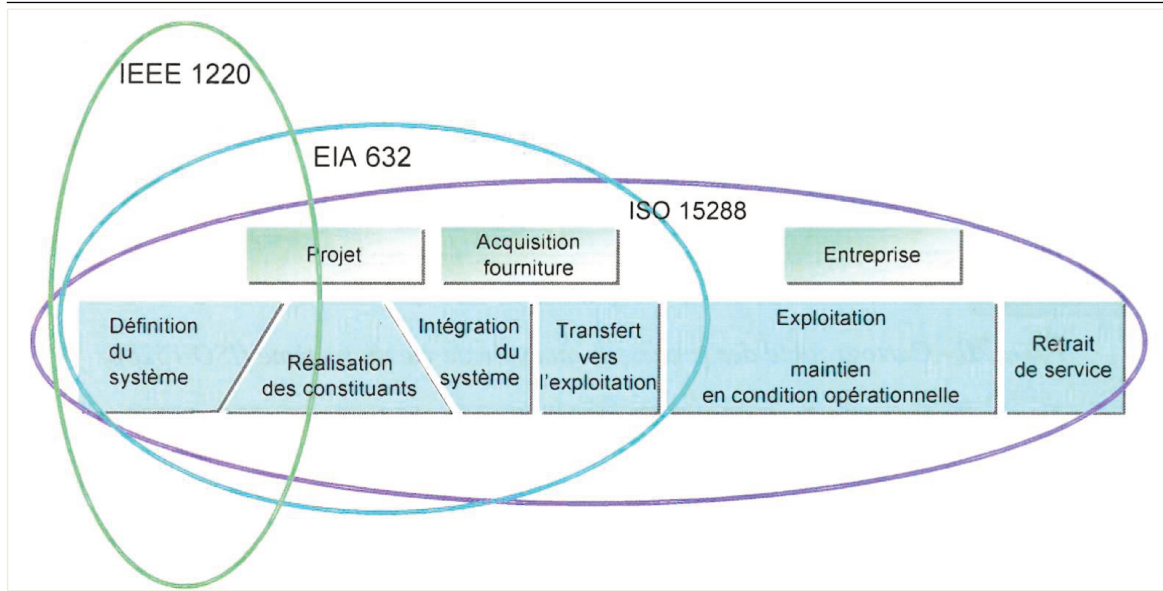 IEEE 1220
EIA 632
ISO 15288
Projet
Acquisition
fourniture
Entreprise
Définition
du
système
Réalisation
des constituants
Intégration
du
système
Transfert
vers
l'exploitation
Exploitation
maintien
en condition opérationnelle
Retrait
de service